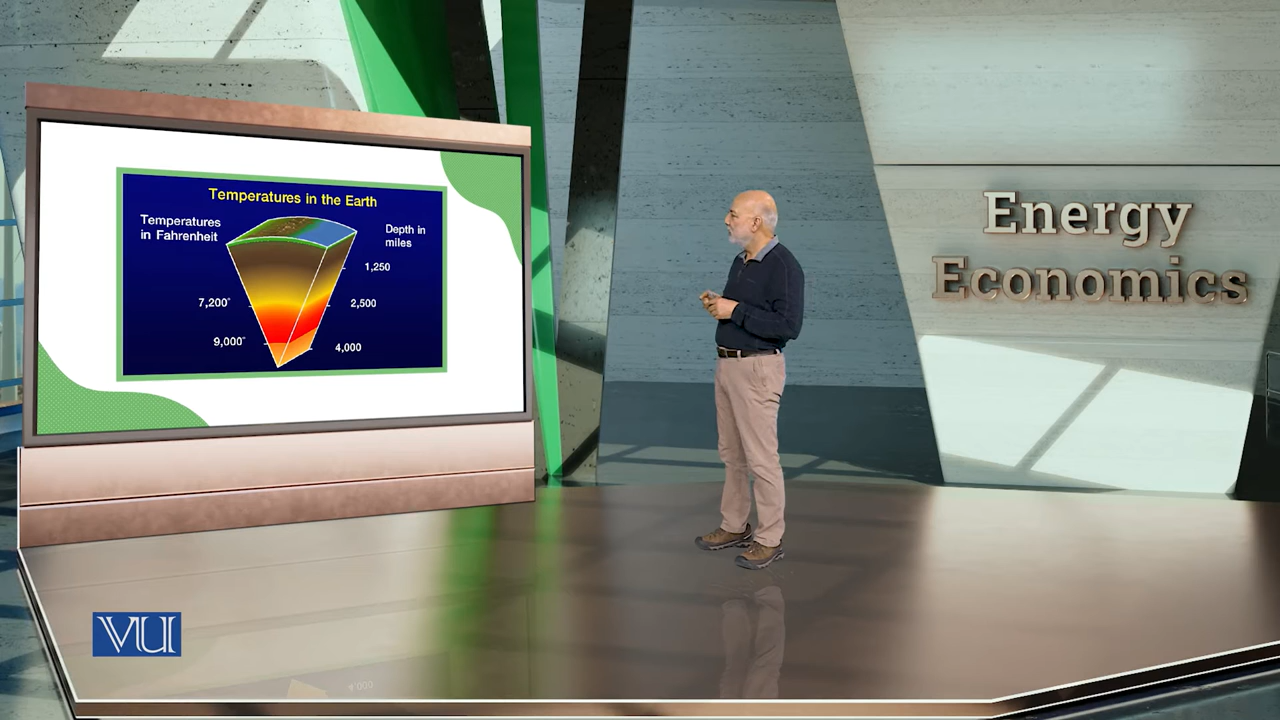 Temperatures in the Earth
Temperatures
in Fahrenheit
Depth in
miles
1,250
7,200°
2,500
9,000°
4,000
Energy
Economics
VU